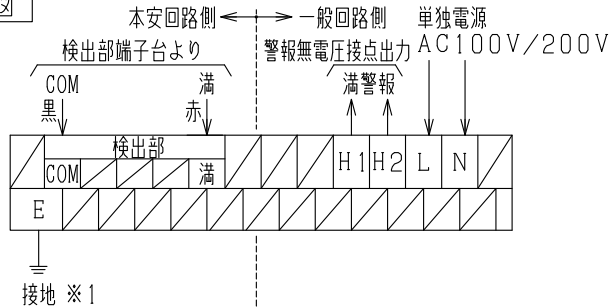 図
本安回路側 一般回路側 単独電源
検出部端子台より 警報無電圧接点出力 AC100V/200V
COM 満 満警報
黒 赤
検出部 H1 H2 L N
COM 満
E
接地 ※1